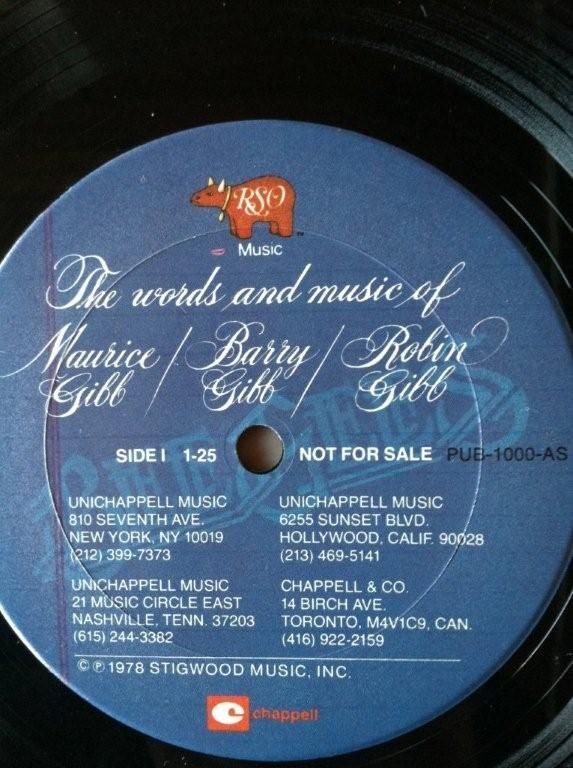 RSO
Music
The words and music of
Maurice Gibb / Barry Gibb / Robin Gibb
SIDE I 1-25 NOT FOR SALE PUB-1000-AS
UNICHAPPELL MUSIC
810 SEVENTH AVE.
NEW YORK, NY 10019
(212) 399-7373
UNICHAPPELL MUSIC
6255 SUNSET BLVD.
HOLLYWOOD, CALIF. 90028
(213) 469-5141
UNICHAPPELL MUSIC
21 MUSIC CIRCLE EAST
NASHVILLE, TENN. 37203
(615) 244-3382
CHAPPELL & CO.
14 BIRCH AVE.
TORONTO, M4V1C9, CAN.
(416) 922-2159
©℗ 1978 STIGWOOD MUSIC, INC.
chappell